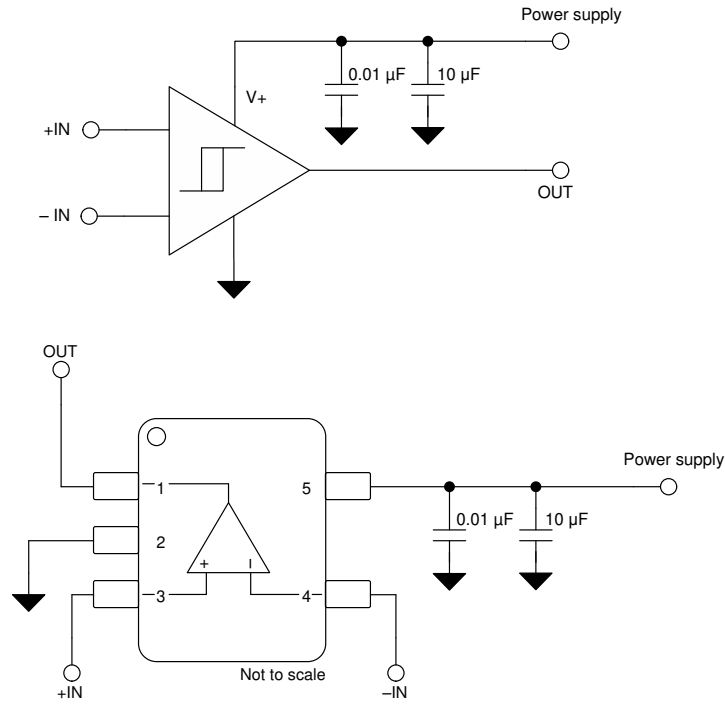 Power supply
0.01 µF
10 µF
V+
+IN
– IN
OUT
OUT
Power supply
1
5
0.01 µF
10 µF
2
+
–
3
4
Not to scale
+IN
–IN